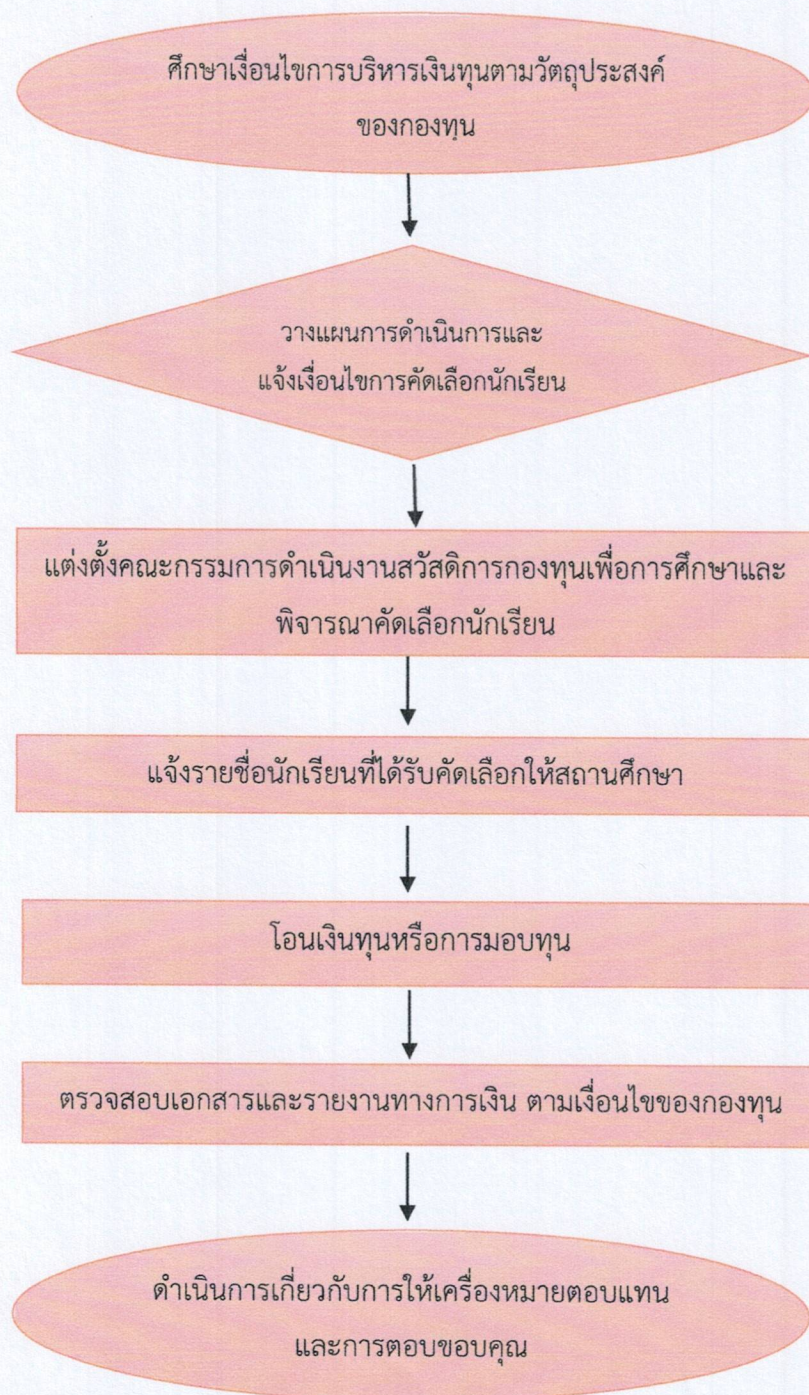 ศึกษาเงื่อนไขการบริหารเงินทุนตามวัตถุประสงค์
ของกองทุน
วางแผนการดำเนินการและ
แจ้งเงื่อนไขการคัดเลือกนักเรียน
แต่งตั้งคณะกรรมการดำเนินงานสวัสดิการกองทุนเพื่อการศึกษาและ
พิจารณาคัดเลือกนักเรียน
แจ้งรายชื่อนักเรียนที่ได้รับคัดเลือกให้สถานศึกษา
โอนเงินทุนหรือการมอบทุน
ตรวจสอบเอกสารและรายงานทางการเงิน ตามเงื่อนไขของกองทุน
ดำเนินการเกี่ยวกับการให้เครื่องหมายตอบแทน
และการตอบขอบคุณ